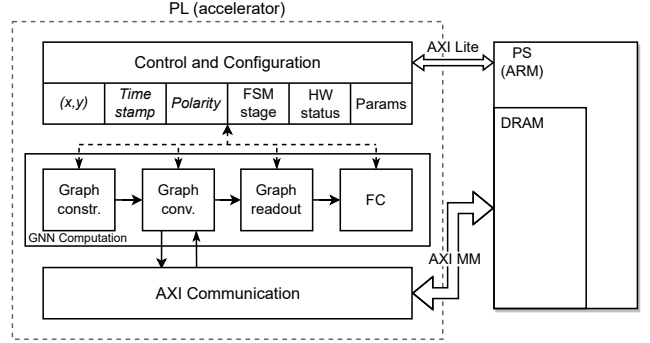 PL (accelerator)
Control and Configuration
(x,y)
Time
stamp
Polarity
FSM
stage
HW
status
Params
AXI Lite
PS
(ARM)
DRAM
Graph
constr.
Graph
conv.
Graph
readout
FC
GNN Computation
AXI MM
AXI Communication